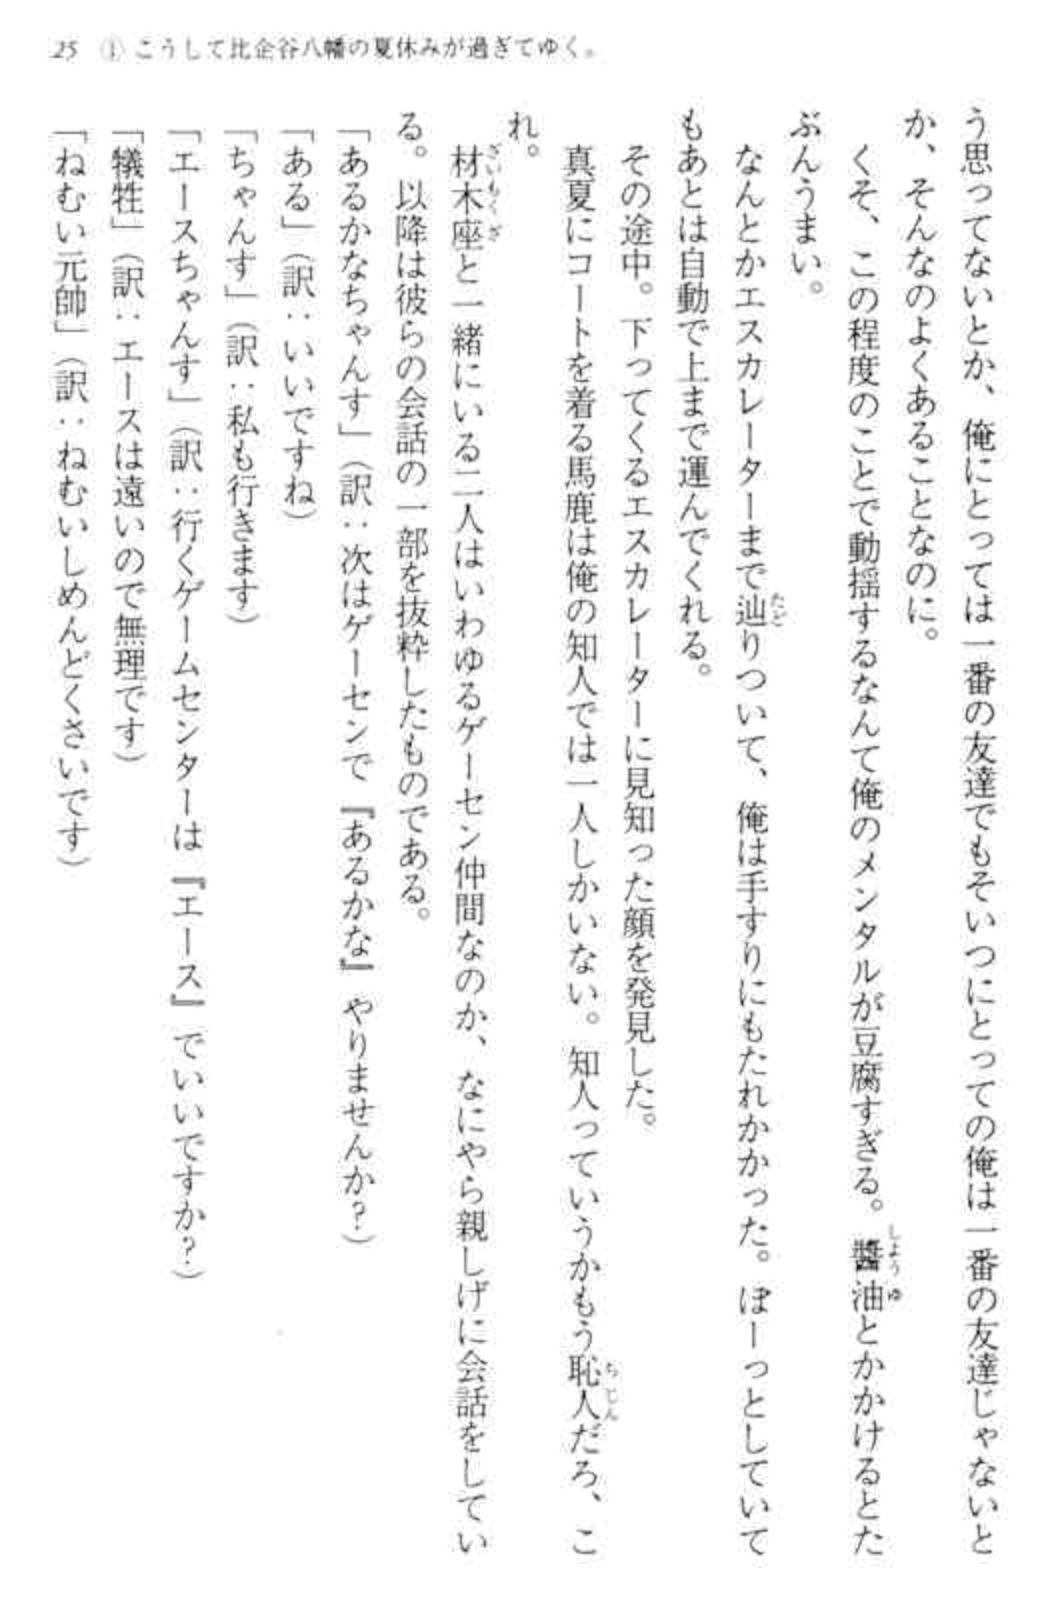 25　①こうして比企谷八幡の夏休みが過ぎてゆく。
う思ってないとか、俺にとっては一番の友達でもそいつにとっての俺は一番の友達じゃないと
か、そんなのよくあることなのに。
くそ、この程度のことで動揺するなんて俺のメンタルが豆腐すぎる。醬油とかかけるとた
ぶんうまい。
なんとかエスカレーターまで辿りついて、俺は手すりにもたれかかった。ぼーっとしていて
もあとは自動で上まで運んでくれる。
その途中。下ってくるエスカレーターに見知った顔を発見した。
真夏にコートを着る馬鹿は俺の知人では一人しかいない。知人っていうかもう恥人だろ、こ
れ。
材木座と一緒にいる二人はいわゆるゲーセン仲間なのか、なにやら親しげに会話をしてい
る。以降は彼らの会話の一部を抜粋したものである。
「あるかなちゃんす」（訳：次はゲーセンで『あるかな』やりませんか？）
「ある」（訳：いいですね）
「ちゃんす」（訳：私も行きます）
「エースちゃんす」（訳：行くゲームセンターは『エース』でいいですか？）
「犠牲」（訳：エースは遠いので無理です）
「ねむい元帥」（訳：ねむいしめんどくさいです）